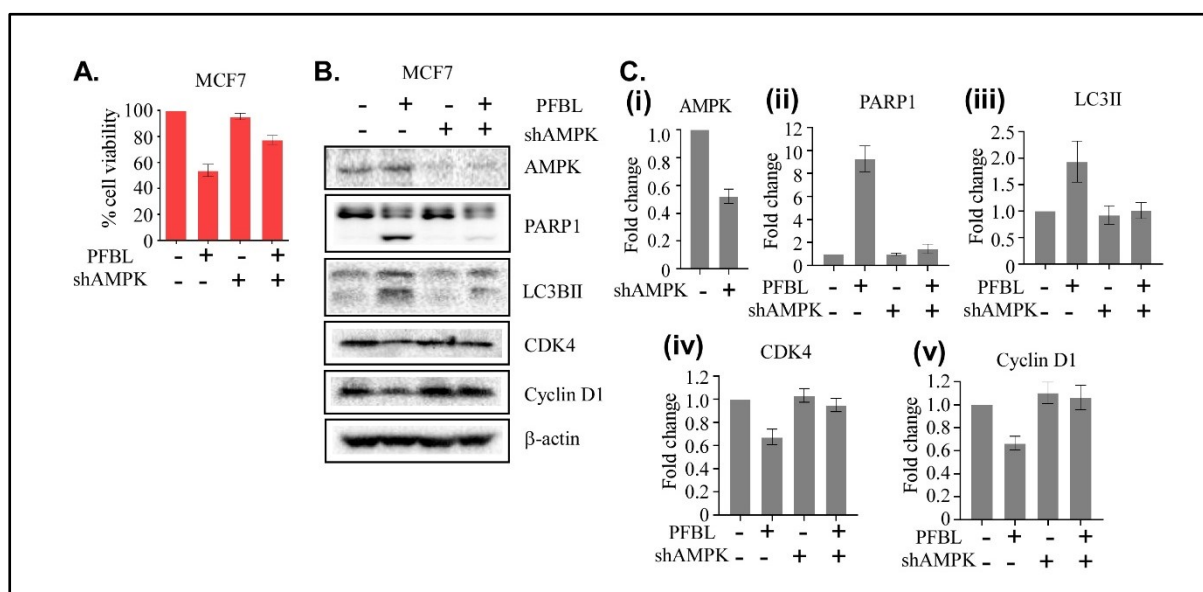 A.
MCF7
% cell viability
100
80
60
40
20
0
- + - +
PFBL
- - + +
shAMPK
B.
MCF7
- + - + PFBL
- - + + shAMPK
AMPK
PARP1
LC3BII
CDK4
Cyclin D1
β-actin
C.
(i) AMPK
Fold change
1.0
0.8
0.6
0.4
0.2
0
shAMPK - +
(ii) PARP1
Fold change
12
10
8
6
4
2
0
PFBL - + - +
shAMPK - - + +
(iii) LC3II
Fold change
2.5
2.0
1.5
1.0
0.5
0.0
PFBL - + - +
shAMPK - - + +
(iv) CDK4
Fold change
1.2
1.0
0.8
0.6
0.4
0.2
0
PFBL - + - +
shAMPK - - + +
(v) Cyclin D1
Fold change
1.2
1.0
0.8
0.6
0.4
0.2
0
PFBL - + - +
shAMPK - - + +